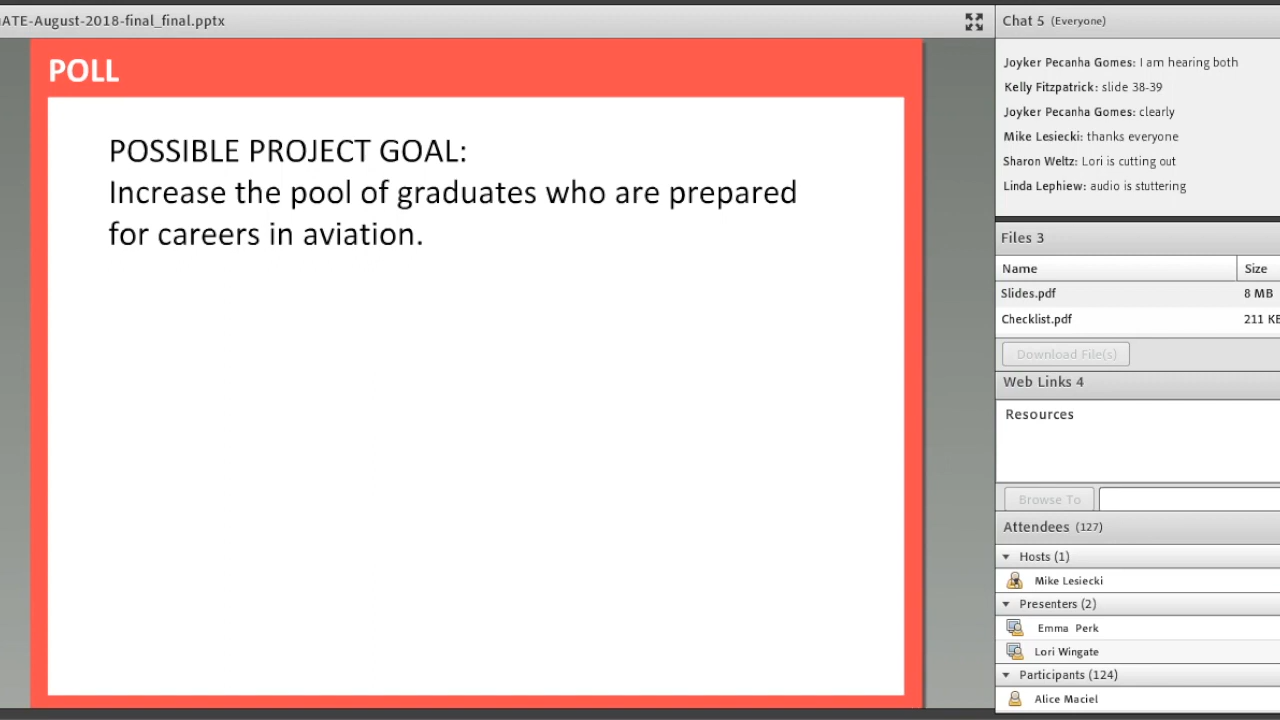 ATE-August-2018-final_final.pptx
POLL
POSSIBLE PROJECT GOAL:
Increase the pool of graduates who are prepared
for careers in aviation.
Chat 5 (Everyone)
Joyker Pecanha Gomes: I am hearing both
Kelly Fitzpatrick: slide 38-39
Joyker Pecanha Gomes: clearly
Mike Lesiecki: thanks everyone
Sharon Weltz: Lori is cutting out
Linda Lephiew: audio is stuttering
Files 3
Name Size
Slides.pdf 8 MB
Checklist.pdf 211 KB
Download File(s)
Web Links 4
Resources
Browse To
Attendees (127)
Hosts (1)
Mike Lesiecki
Presenters (2)
Emma Perk
Lori Wingate
Participants (124)
Alice Maciel